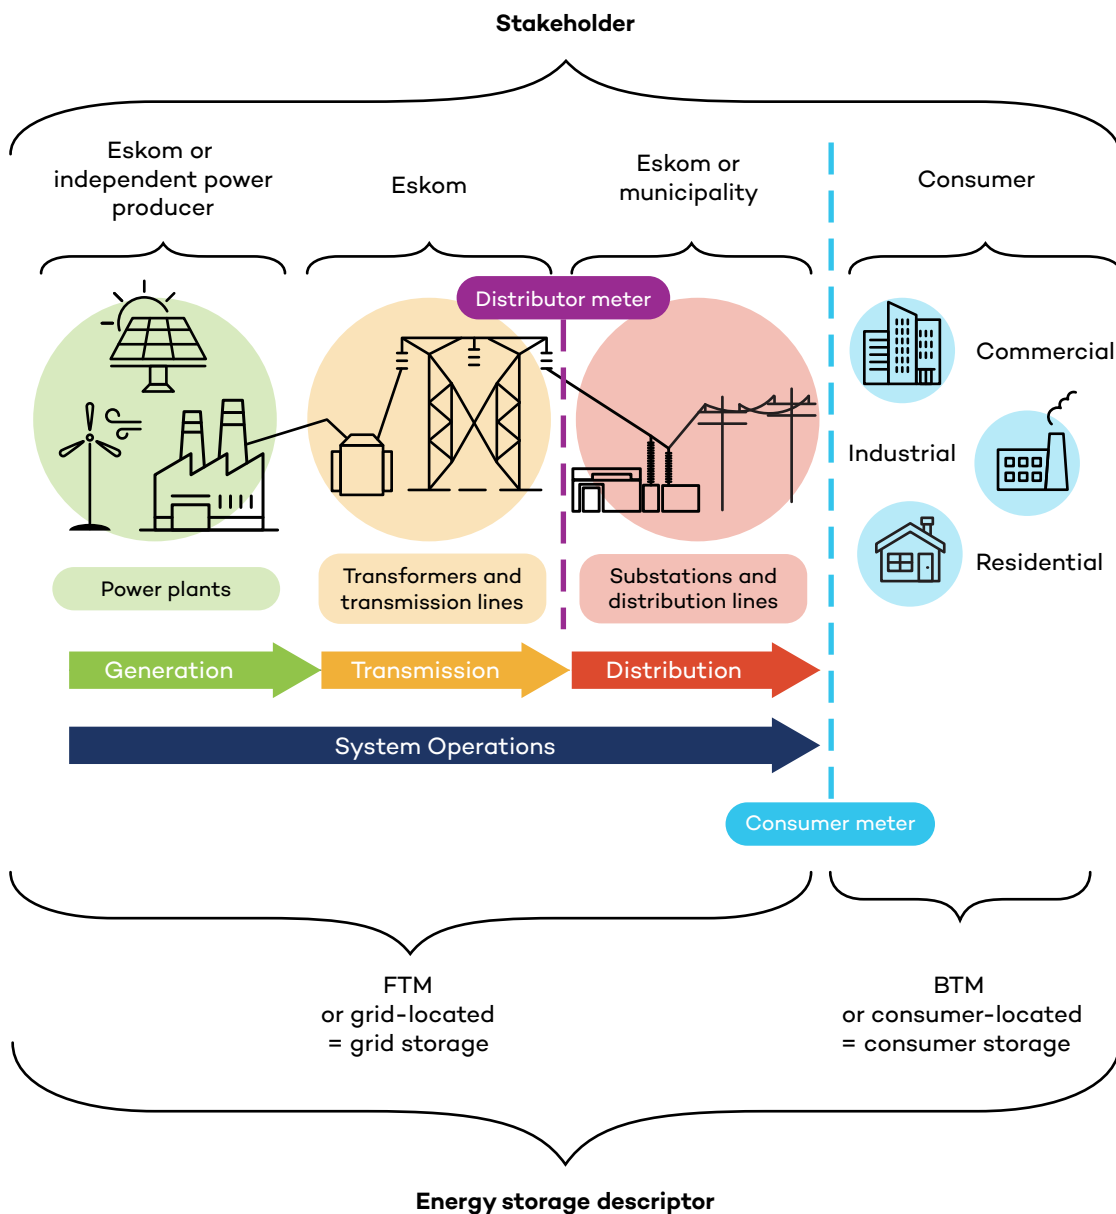 Stakeholder
Eskom or
independent power
producer
Eskom
Eskom or
municipality
Consumer
Distributor meter
Commercial
Industrial
Residential
Power plants
Transformers and
transmission lines
Substations and
distribution lines
Generation
Transmission
Distribution
System Operations
Consumer meter
FTM
or grid-located
= grid storage
BTM
or consumer-located
= consumer storage
Energy storage descriptor